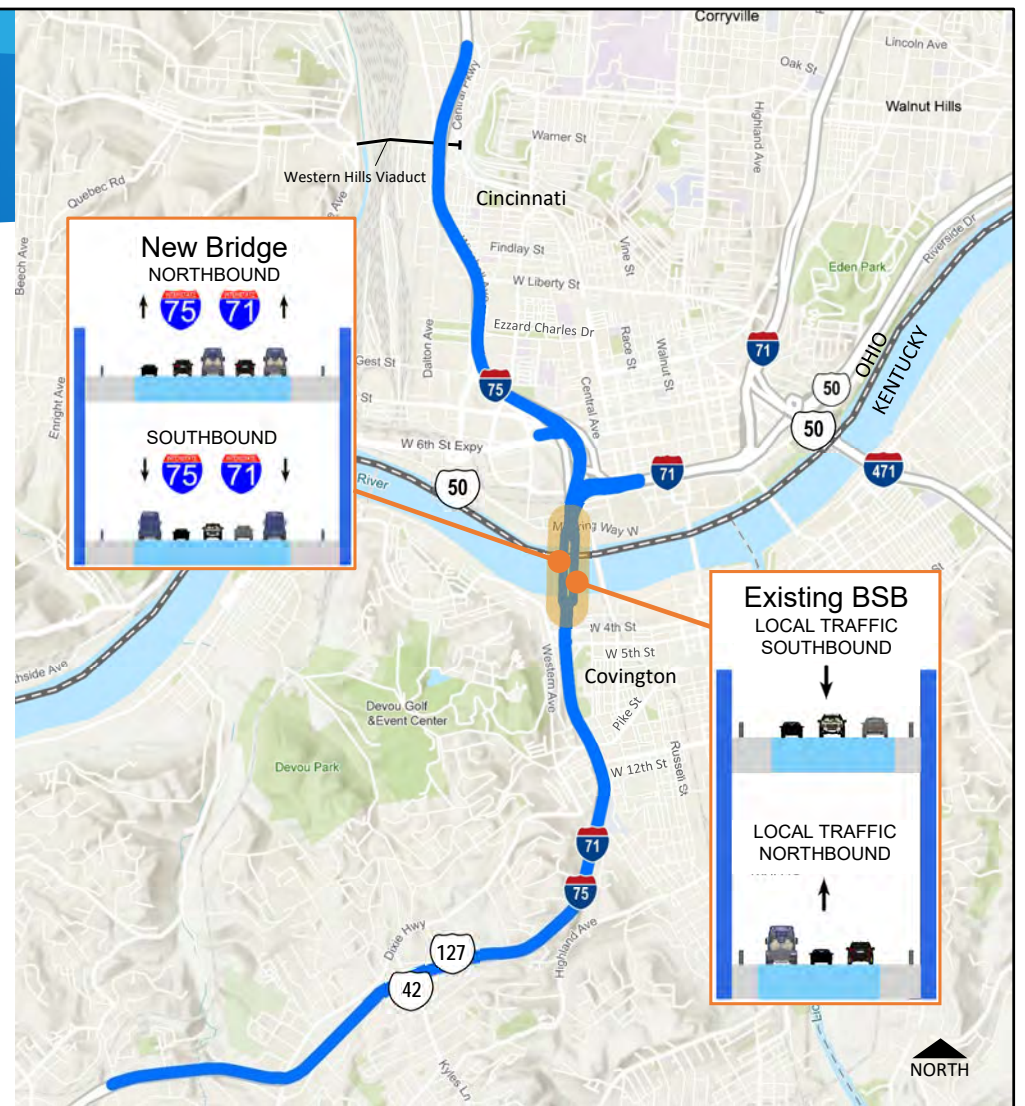 Corryville
Lincoln Ave
Oak St
Central Pkwy
Highland Ave
Walnut Hills
Warner St
Western Hills Viaduct
Quebec Rd
Cincinnati
Riverside Dr
Beech Ave
New Bridge
NORTHBOUND
INTERSTATE
75
INTERSTATE
71
SOUTHBOUND
INTERSTATE
75
INTERSTATE
71
Findlay St
Vine St
Eden Park
W Liberty St
Ezzard Charles Dr
Dalton Ave
Race St
Walnut St
71
OHIO
KENTUCKY
Gest St
St
75
Central Ave
50
50
Enright Ave
W 6th St Expy
71
471
River
50
W 4th St
W 5th St
Western Ave
Covington
Pike St
Devou Golf
& Event Center
Devou Park
W 12th St
Russell St
Existing BSB
LOCAL TRAFFIC
SOUTHBOUND
LOCAL TRAFFIC
NORTHBOUND
71
75
Dixie Hwy
127
42
Highland Ave
Kyles Ln
NORTH